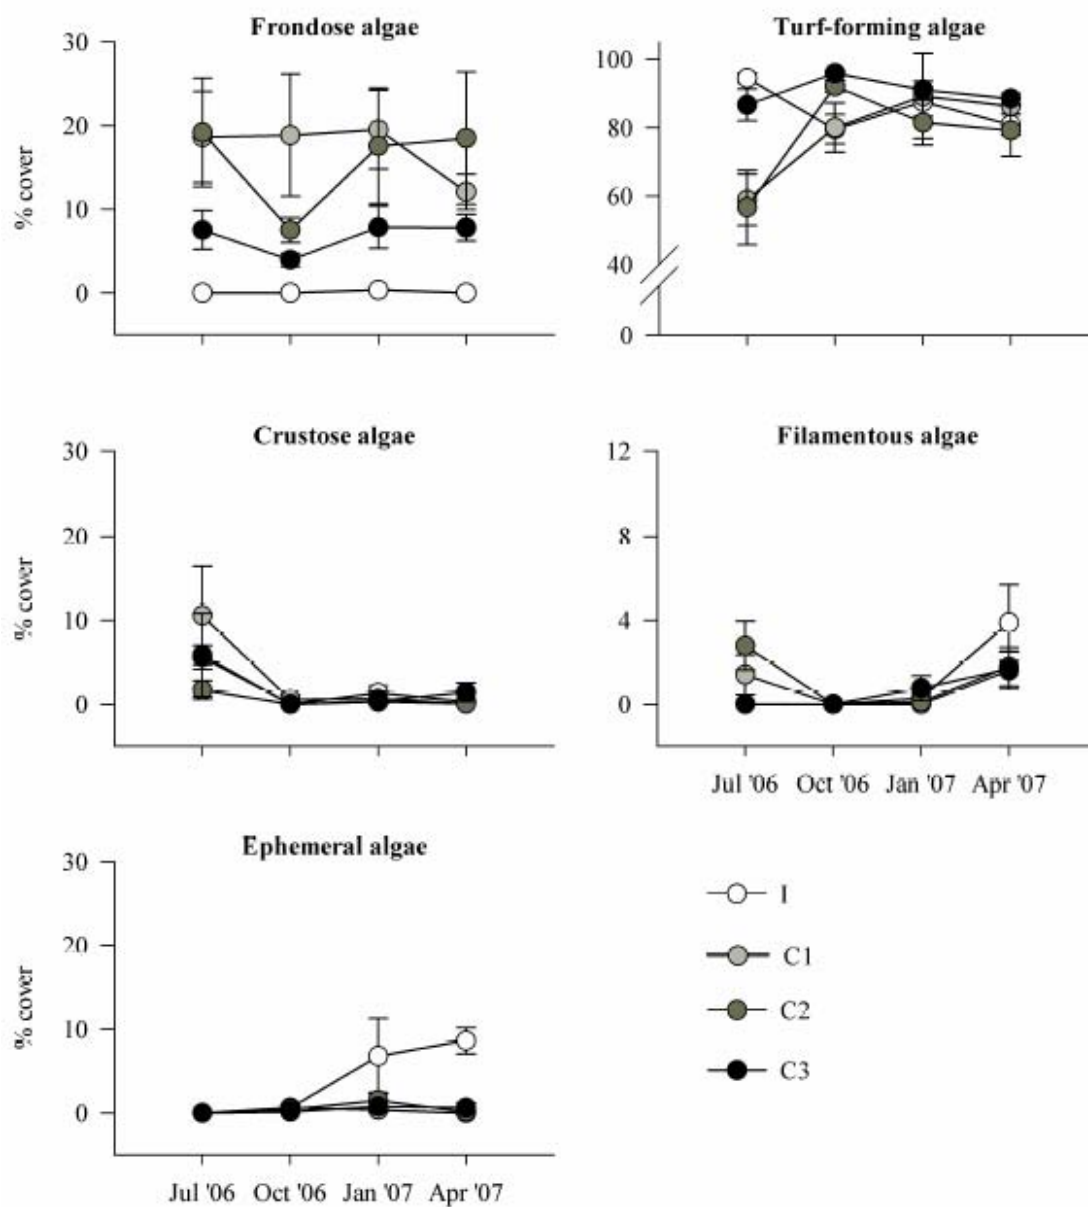 Frondose algae
30
20
10
0
% cover
Turf-forming algae
100
80
60
40
0
Crustose algae
30
20
10
0
% cover
Filamentous algae
12
8
4
0
Jul '06 Oct '06 Jan '07 Apr '07
Ephemeral algae
30
20
10
0
% cover
Jul '06 Oct '06 Jan '07 Apr '07
I
C1
C2
C3